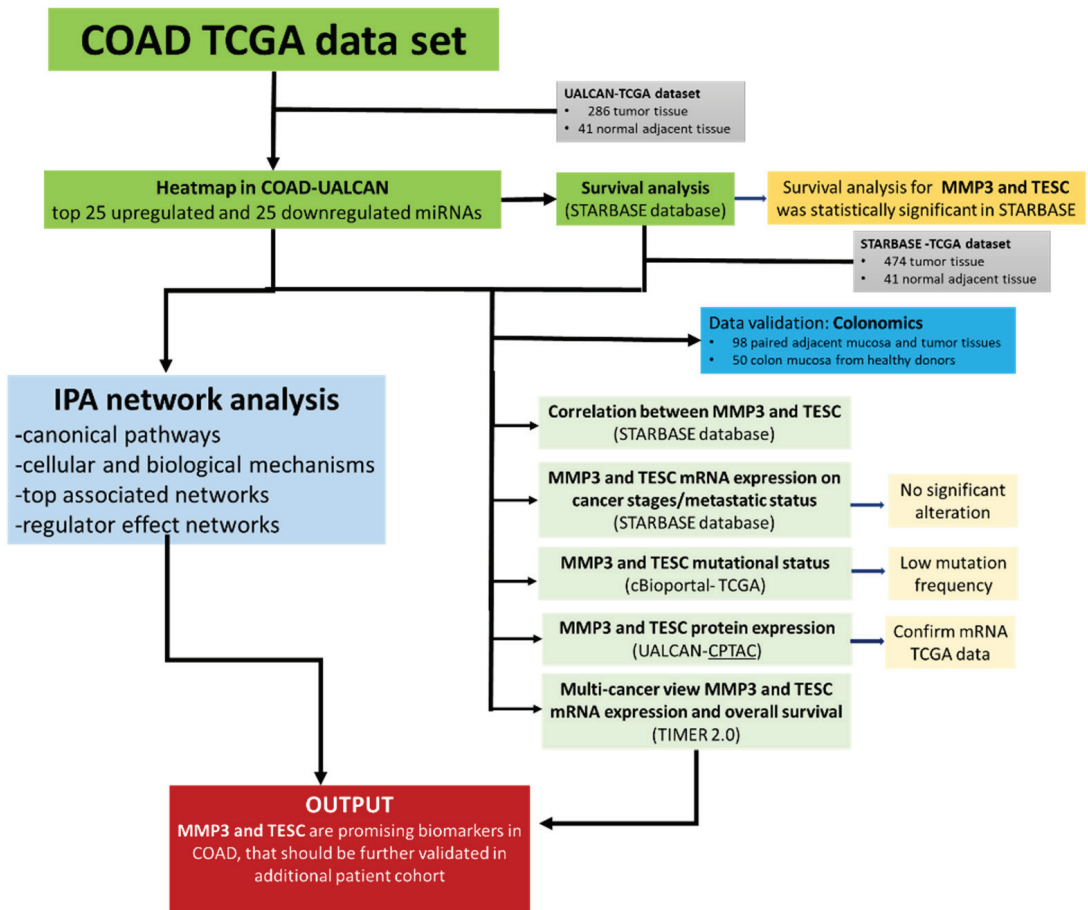 COAD TCGA data set
UALCAN-TCGA dataset
• 286 tumor tissue
• 41 normal adjacent tissue
Heatmap in COAD-UALCAN
top 25 upregulated and 25 downregulated miRNAs
Survival analysis
(STARBASE database)
Survival analysis for MMP3 and TESC
was statistically significant in STARBASE
STARBASE -TCGA dataset
• 474 tumor tissue
• 41 normal adjacent tissue
Data validation: Colonomics
• 98 paired adjacent mucosa and tumor tissues
• 50 colon mucosa from healthy donors
IPA network analysis
-canonical pathways
-cellular and biological mechanisms
-top associated networks
-regulator effect networks
Correlation between MMP3 and TESC
(STARBASE database)
MMP3 and TESC mRNA expression on
cancer stages/metastatic status
(STARBASE database)
No significant
alteration
MMP3 and TESC mutational status
(cBioportal- TCGA)
Low mutation
frequency
MMP3 and TESC protein expression
(UALCAN-CPTAC)
Confirm mRNA
TCGA data
Multi-cancer view MMP3 and TESC
mRNA expression and overall survival
(TIMER 2.0)
OUTPUT
MMP3 and TESC are promising biomarkers in
COAD, that should be further validated in
additional patient cohort